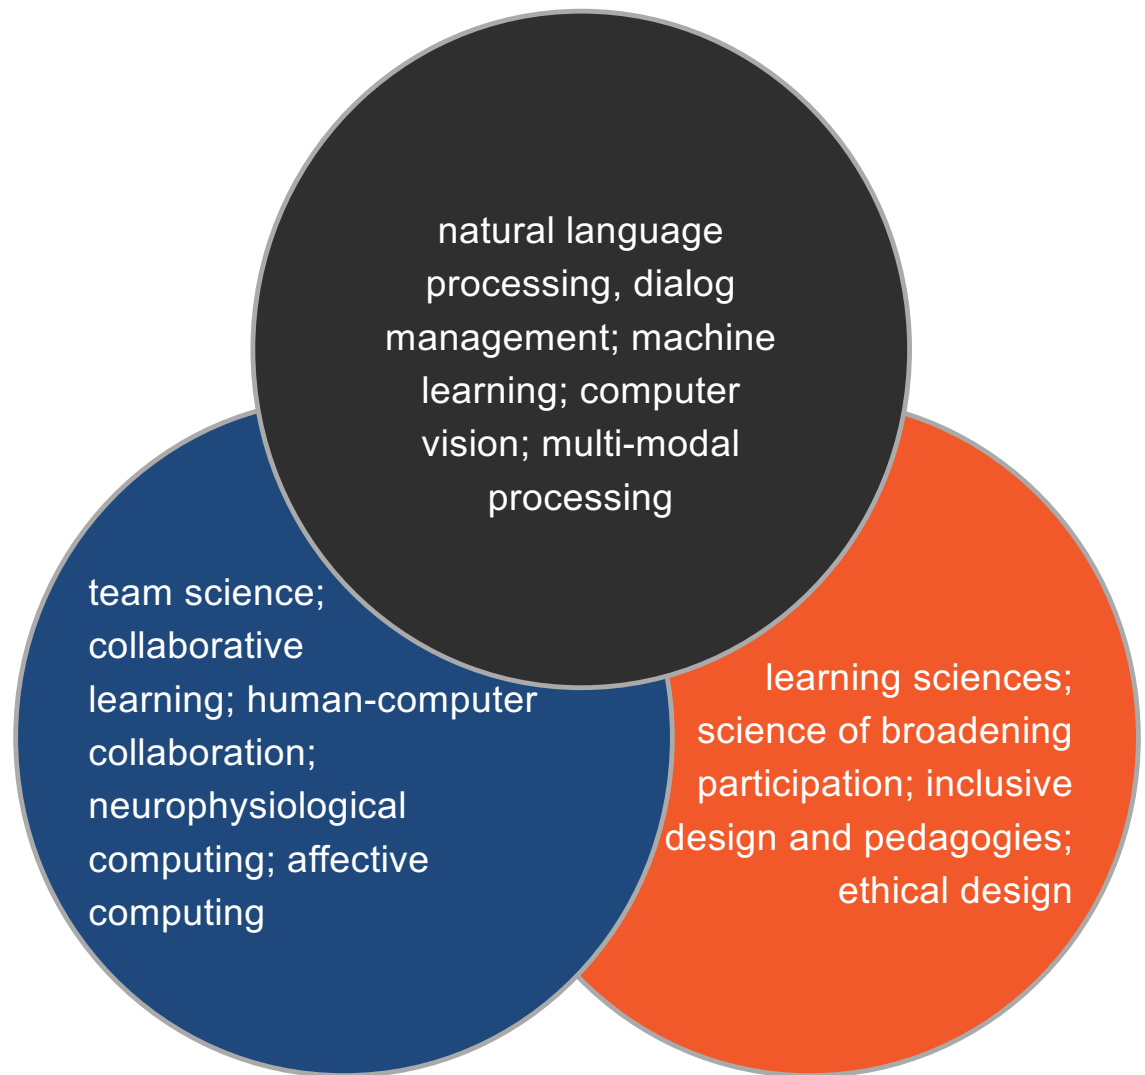 natural language
processing, dialog
management; machine
learning; computer
vision; multi-modal
processing
team science;
collaborative
learning; human-computer
collaboration;
neurophysiological
computing; affective
computing
learning sciences;
science of broadening
participation; inclusive
design and pedagogies;
ethical design